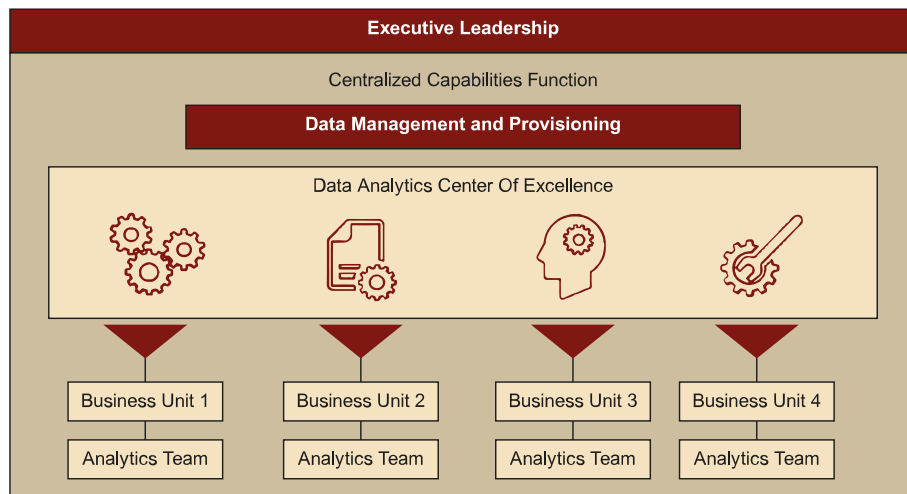 Executive Leadership
Centralized Capabilities Function
Data Management and Provisioning
Data Analytics Center Of Excellence
Business Unit 1
Business Unit 2
Business Unit 3
Business Unit 4
Analytics Team
Analytics Team
Analytics Team
Analytics Team